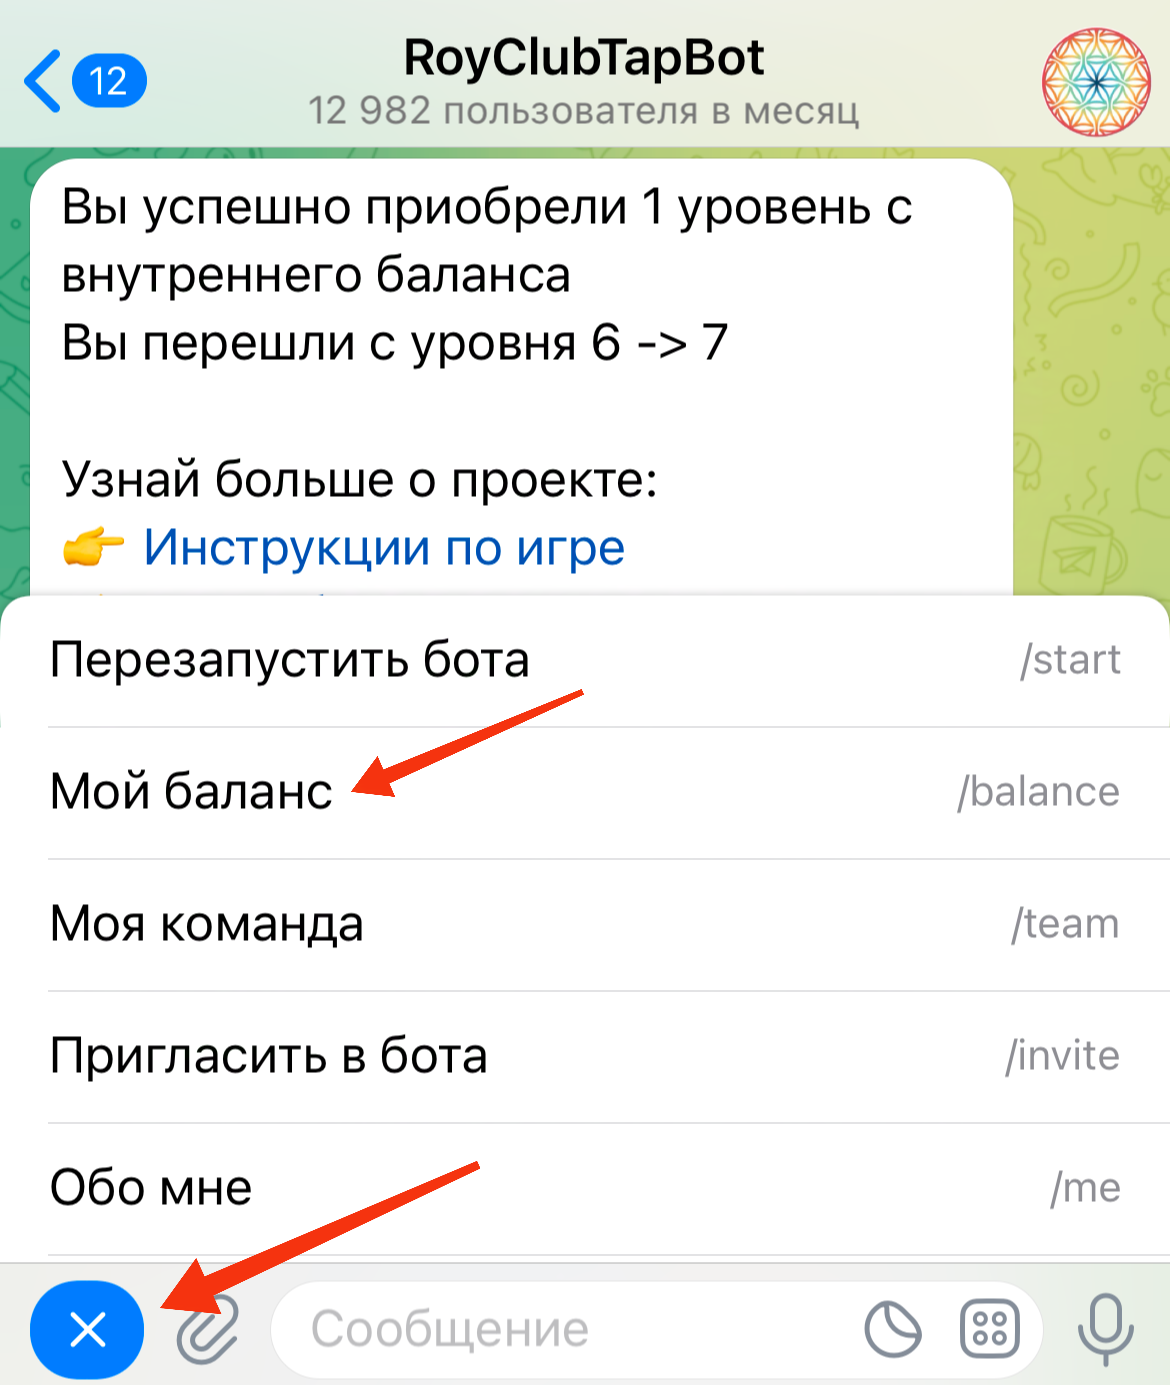 12
RoyClubTapBot
12 982 пользователя в месяц
Вы успешно приобрели 1 уровень с
внутреннего баланса
Вы перешли с уровня 6 -> 7
Узнай больше о проекте:
👉 Инструкции по игре
Перезапустить бота /start
Мой баланс /balance
Моя команда /team
Пригласить в бота /invite
Обо мне /me
Сообщение